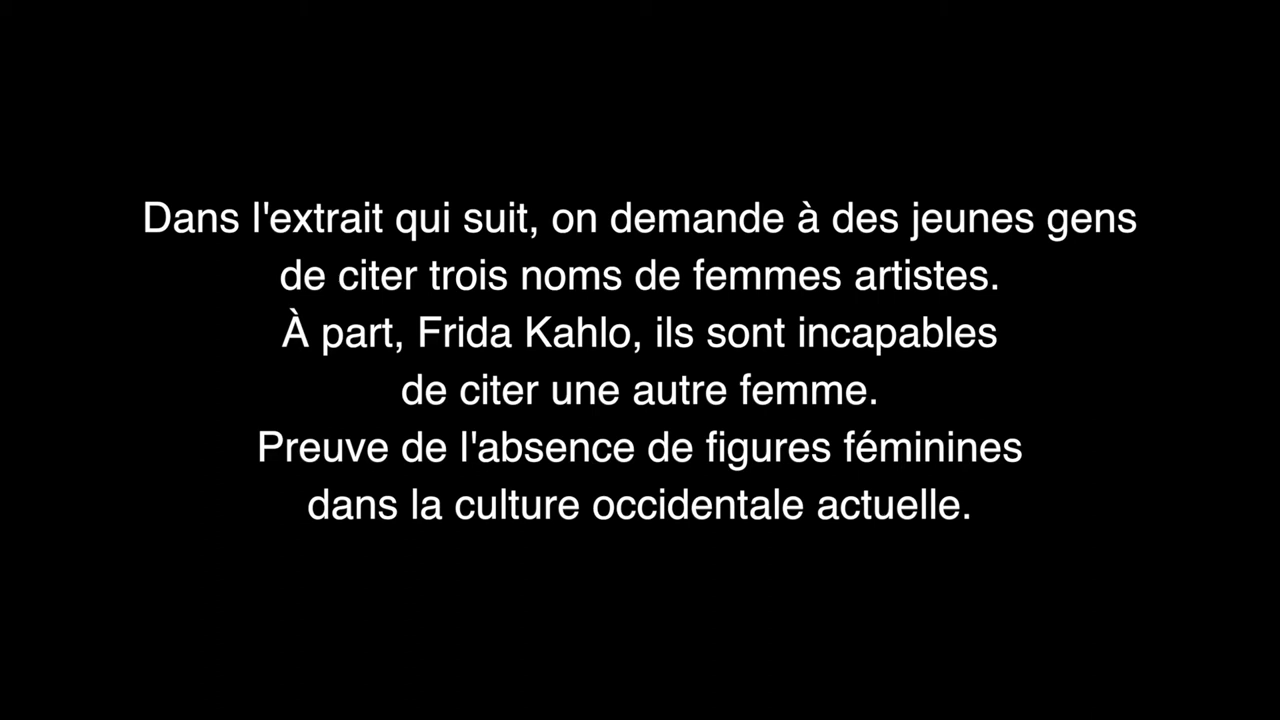 Dans l'extrait qui suit, on demande à des jeunes gens
de citer trois noms de femmes artistes.
À part, Frida Kahlo, ils sont incapables
de citer une autre femme.
Preuve de l'absence de figures féminines
dans la culture occidentale actuelle.